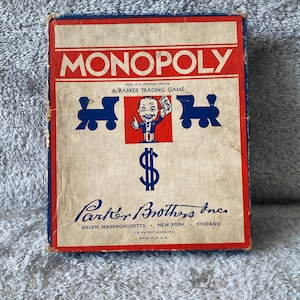 MONOPOLY
A PARKER TRADING GAME
$
Parker Brothers Inc.
SALEM, MASSACHUSETTS • NEW YORK • CHICAGO